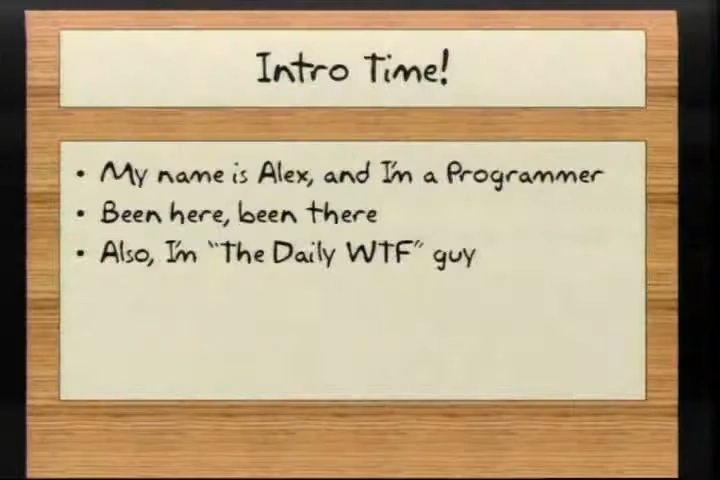 Intro Time!
• My name is Alex, and I'm a Programmer
• Been here, been there
• Also, I'm "The Daily WTF" guy